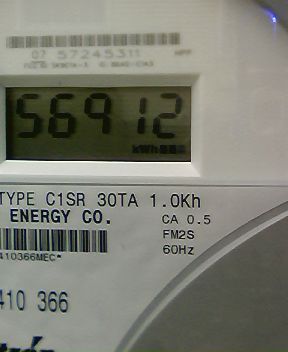 07 57245311
56912
kWh
TYPE C1SR 30TA 1.0Kh
ENERGY CO.
CA 0.5
FM2S
60Hz
410366MEC*
410 366